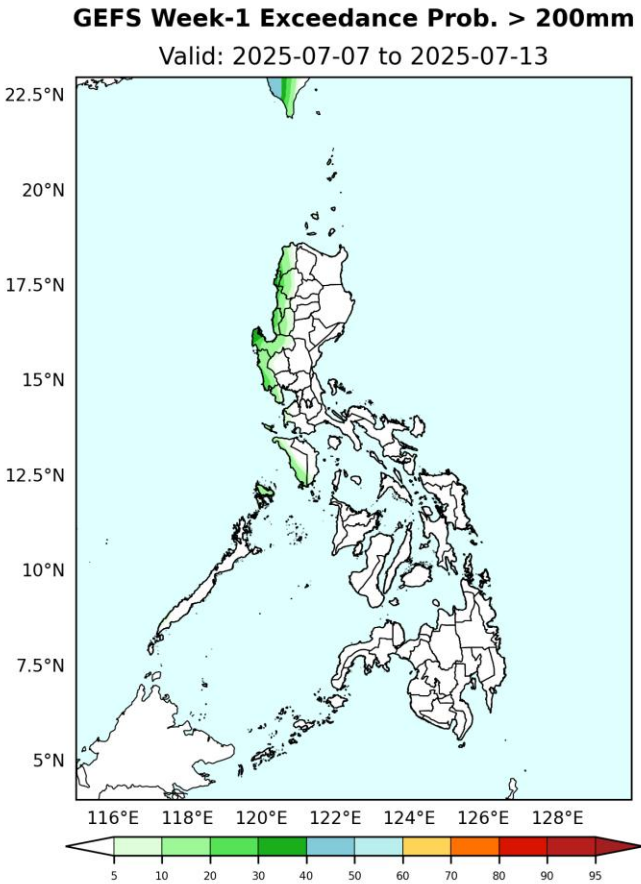 GEFS Week-1 Exceedance Prob. > 200mm
Valid: 2025-07-07 to 2025-07-13
22.5°N
20°N
17.5°N
15°N
12.5°N
10°N
7.5°N
5°N
116°E 118°E 120°E 122°E 124°E 126°E 128°E
5 10 20 30 40 50 60 70 80 90 95